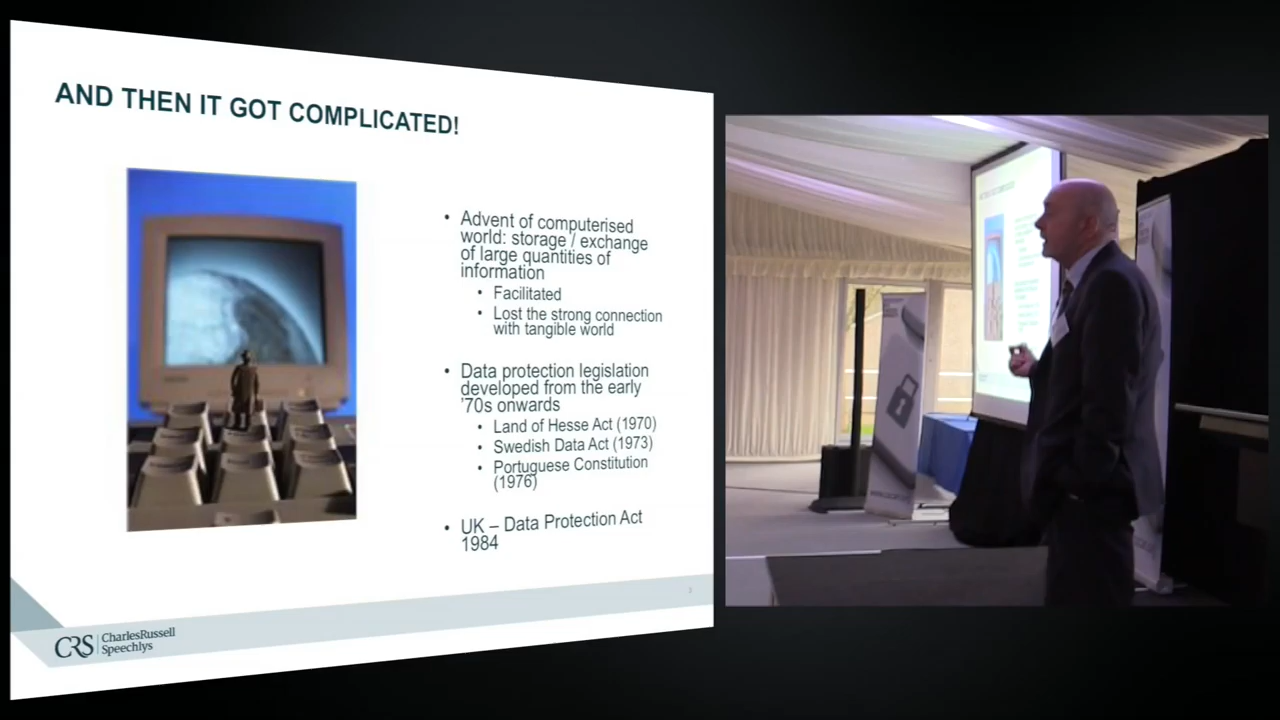 AND THEN IT GOT COMPLICATED!
• Advent of computerised
world: storage / exchange
of large quantities of
information
• Facilitated
• Lost the strong connection
with tangible world
• Data protection legislation
developed from the early
'70s onwards
• Land of Hesse Act (1970)
• Swedish Data Act (1973)
• Portuguese Constitution
(1976)
• UK – Data Protection Act
1984
3
CRS CharlesRussell
Speechlys